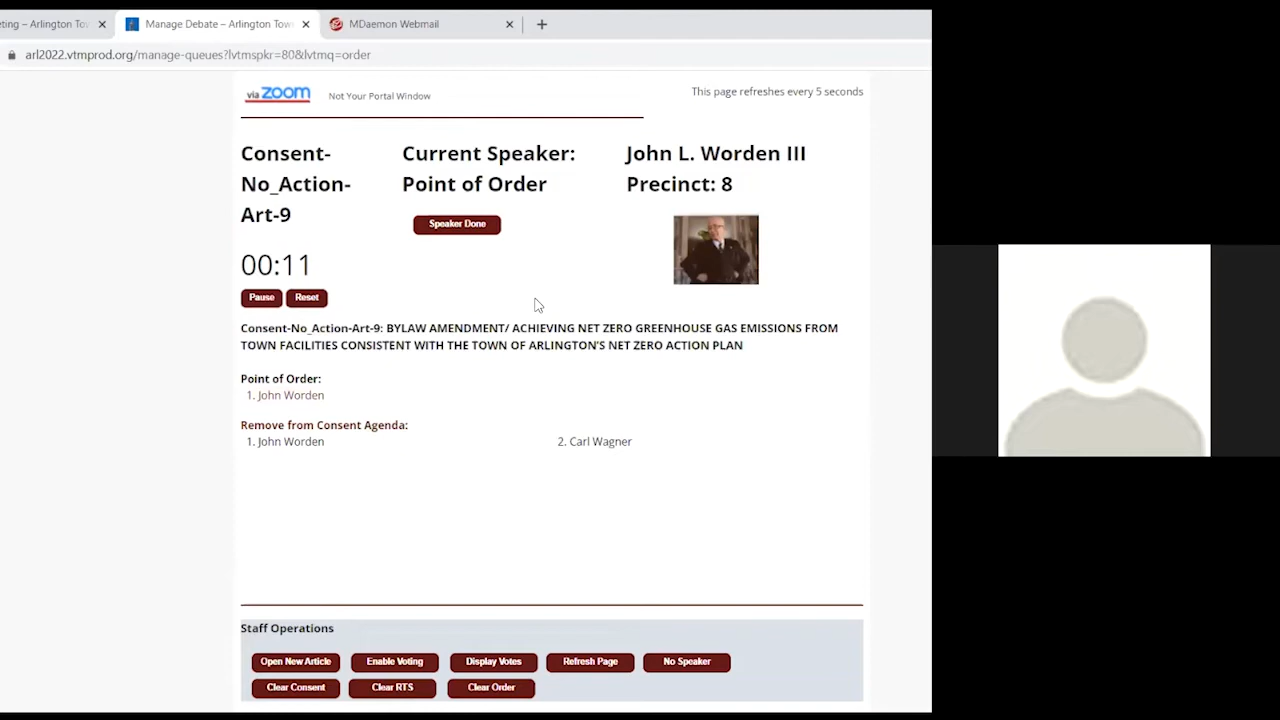 eting – Arlington Tov
Manage Debate – Arlington Town
MDaemon Webmail
arl2022.vtmprod.org/manage-queues?lvtmspkr=80&lvtmq=order
via zoom
Not Your Portal Window
This page refreshes every 5 seconds
Consent-
No_Action-
Art-9
Current Speaker:
Point of Order
John L. Worden III
Precinct: 8
Speaker Done
00:11
Pause
Reset
Consent-No_Action-Art-9: BYLAW AMENDMENT/ ACHIEVING NET ZERO GREENHOUSE GAS EMISSIONS FROM
TOWN FACILITIES CONSISTENT WITH THE TOWN OF ARLINGTON'S NET ZERO ACTION PLAN
Point of Order:
1. John Worden
Remove from Consent Agenda:
1. John Worden
2. Carl Wagner
Staff Operations
Open New Article
Enable Voting
Display Votes
Refresh Page
No Speaker
Clear Consent
Clear RTS
Clear Order